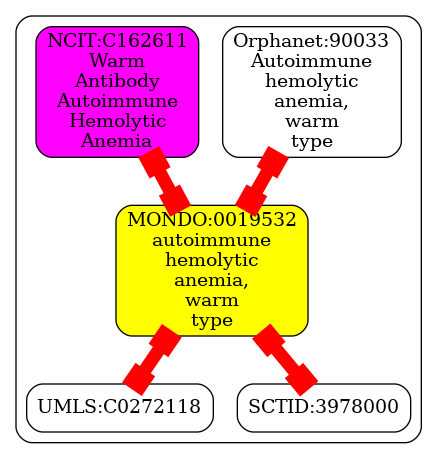 NCIT:C162611
Warm
Antibody
Autoimmune
Hemolytic
Anemia
Orphanet:90033
Autoimmune
hemolytic
anemia,
warm
type
MONDO:0019532
autoimmune
hemolytic
anemia,
warm
type
UMLS:C0272118
SCTID:3978000